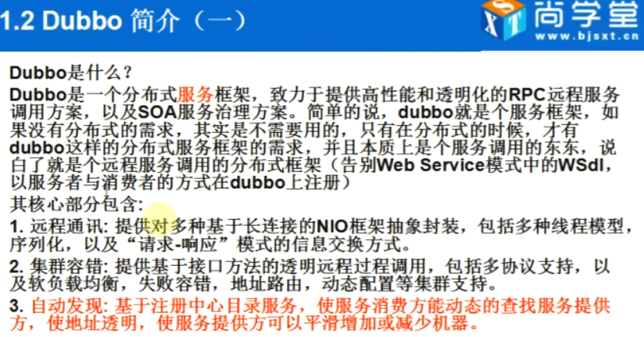 1.2 Dubbo 简介（一）
尚学堂
www.bjsxt.cn
Dubbo是什么？
Dubbo是一个分布式服务框架，致力于提供高性能和透明化的RPC远程服务
调用方案，以及SOA服务治理方案。简单的说，dubbo就是个服务框架，如
果没有分布式的需求，其实是不需要用的，只有在分布式的时候，才有
dubbo这样的分布式服务框架的需求，并且本质上是个服务调用的东东，说
白了就是个远程服务调用的分布式框架（告别Web Service模式中的WSdl，
以服务者与消费者的方式在dubbo上注册）
其核心部分包含:
1. 远程通讯: 提供对多种基于长连接的NIO框架抽象封装，包括多种线程模型，
序列化，以及“请求-响应”模式的信息交换方式。
2. 集群容错: 提供基于接口方法的透明远程过程调用，包括多协议支持，以
及软负载均衡，失败容错，地址路由，动态配置等集群支持。
3. 自动发现: 基于注册中心目录服务，使服务消费方能动态的查找服务提供
方，使地址透明，使服务提供方可以平滑增加或减少机器。